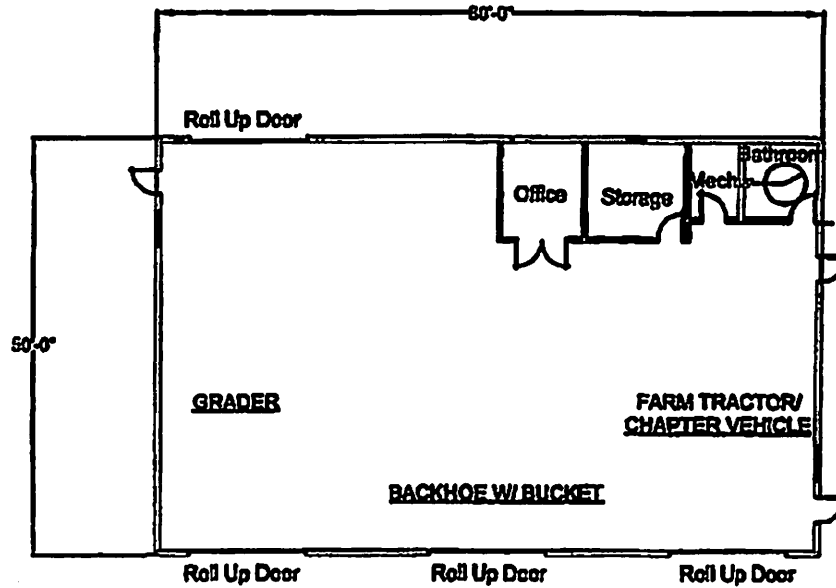 80'-0"
Roll Up Door
Bathroom
Office
Storage
Mech
50'-0"
GRADER
FARM TRACTOR/
CHAPTER VEHICLE
BACKHOE W/ BUCKET
Roll Up Door
Roll Up Door
Roll Up Door